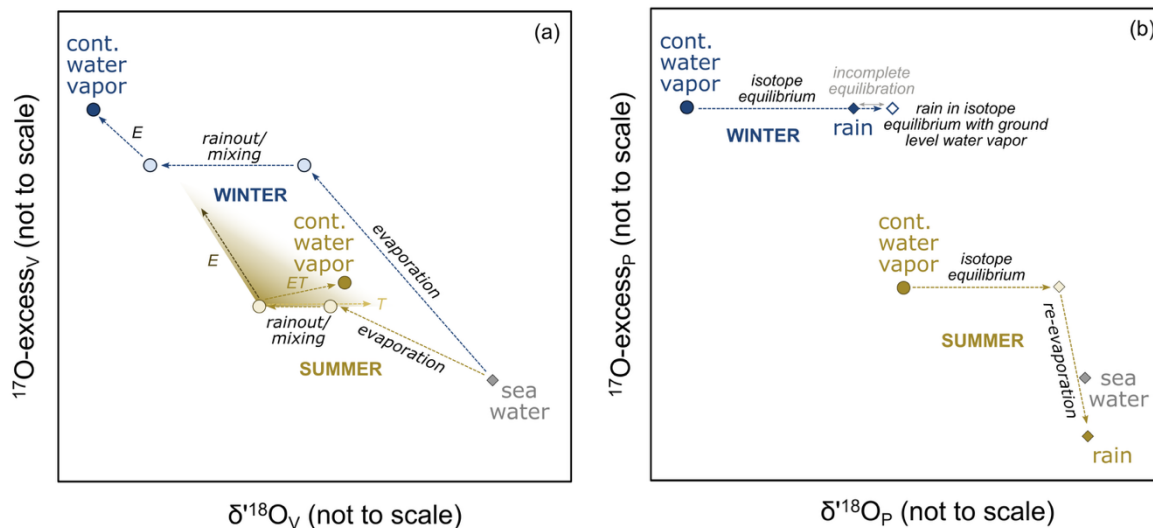 (a)
cont.
water
vapor
E
rainout/
mixing
WINTER
cont.
water
vapor
evaporation
E
ET
T
rainout/
mixing
evaporation
SUMMER
sea
water
¹⁷O-excessᵥ (not to scale)
δ'¹⁸Oᵥ (not to scale)
(b)
cont.
water
vapor
isotope
equilibrium
incomplete
equilibration
WINTER
rain
rain in isotope
equilibrium with ground
level water vapor
cont.
water
vapor
isotope
equilibrium
SUMMER
re-evaporation
sea
water
rain
¹⁷O-excessₚ (not to scale)
δ'¹⁸Oₚ (not to scale)